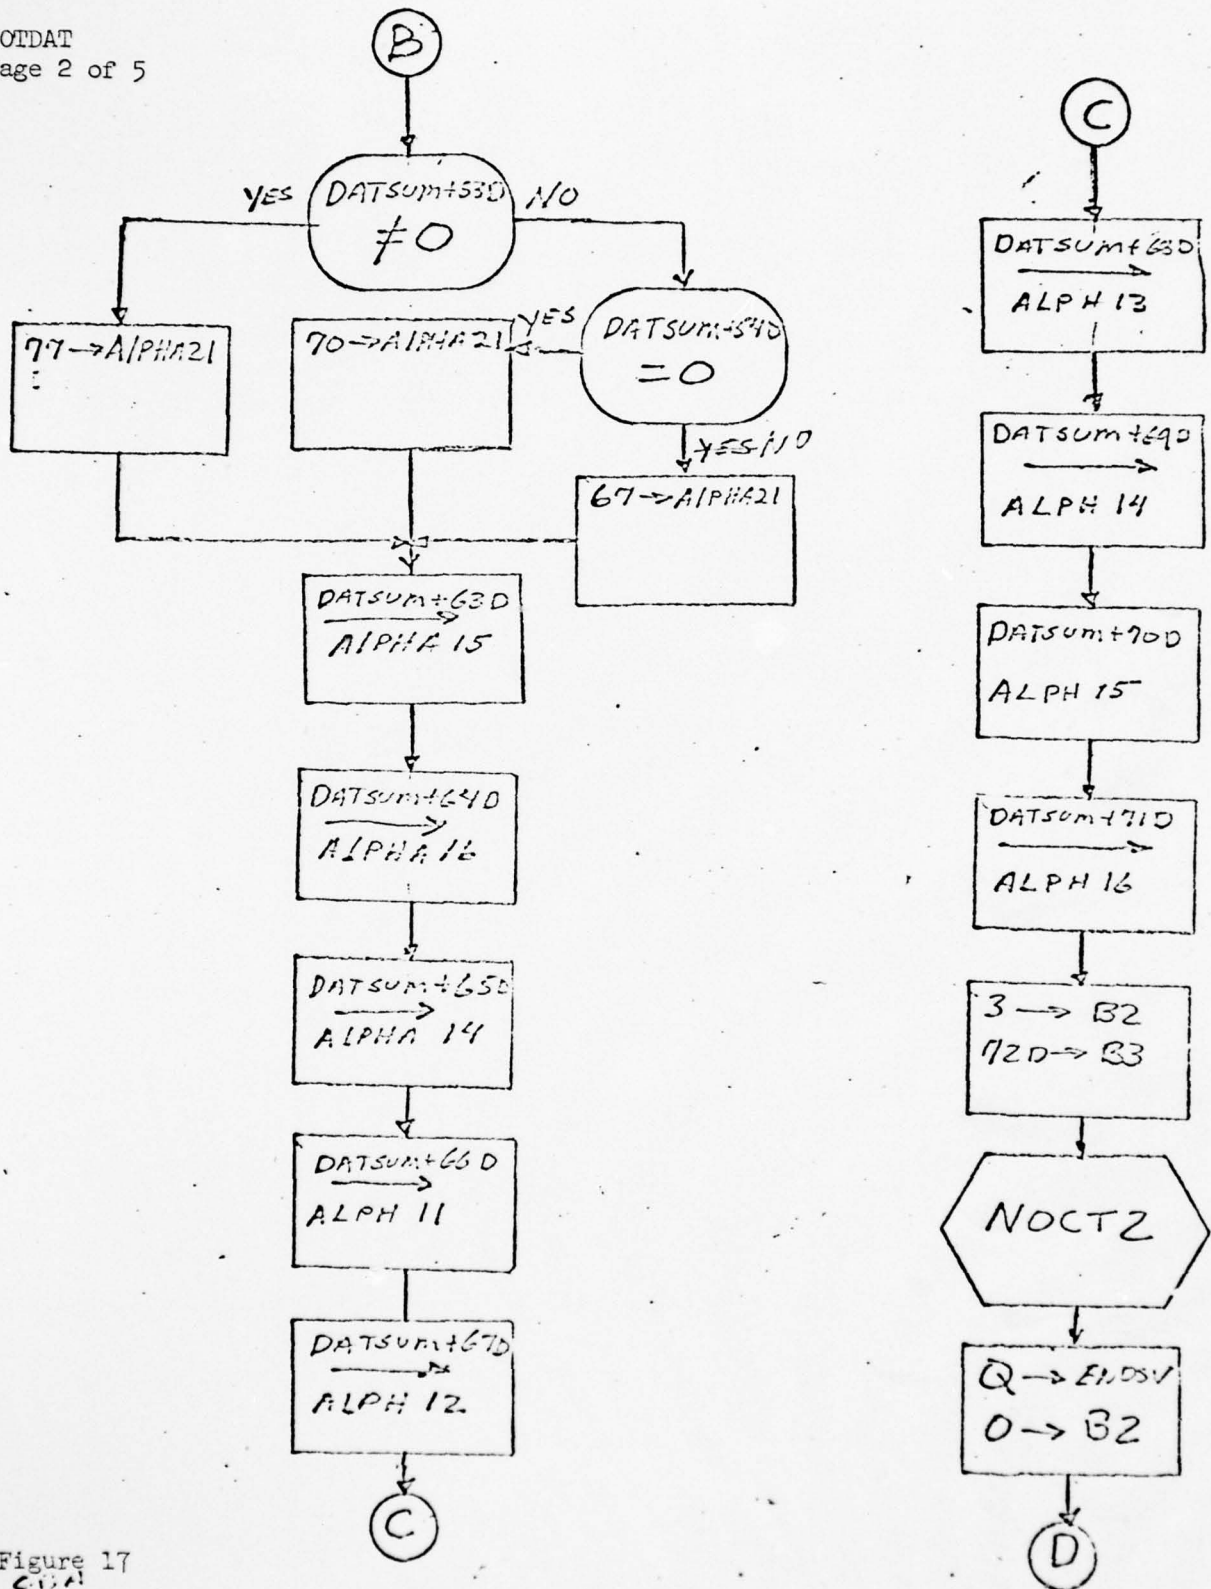 OTDAT
age 2 of 5
B
DATSUM+53D
≠0
YES
NO
77→AlPHA21
70→AlPHA21
YES
DATSUM+54D
=0
YES NO
67→AlPHA21
DATSUM+63D
AlPHA 15
DATSUM+64D
AlPHA 16
DATSUM+65D
AlPHA 14
DATSUM+66D
ALPH 11
DATSUM+67D
ALPH 12
C
C
DATSUM+63D
ALPH 13
DATSUM+69D
ALPH 14
DATSUM+70D
ALPH 15
DATSUM+71D
ALPH 16
3→B2
72D→B3
NOCT2
Q→ENDSV
0→B2
D
Figure 17